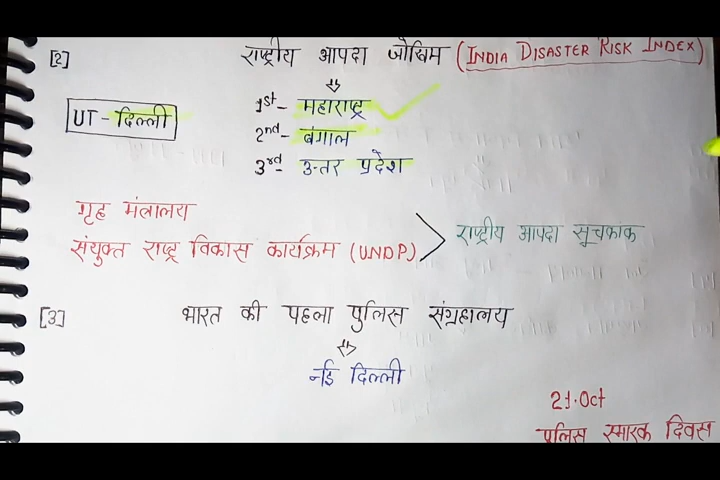 [2] राष्ट्रीय आपदा जोखिम (INDIA DISASTER RISK INDEX)
1st- महाराष्ट्र
UT-दिल्ली
2nd- बंगाल
3rd- उत्तर प्रदेश
गृह मंत्रालय
संयुक्त राष्ट्र विकास कार्यक्रम (UNDP)
राष्ट्रीय आपदा सूचकाक
[3] भारत की पहला पुलिस संग्रहालय
नई दिल्ली
21.Oct
पुलिस स्मारक दिवस